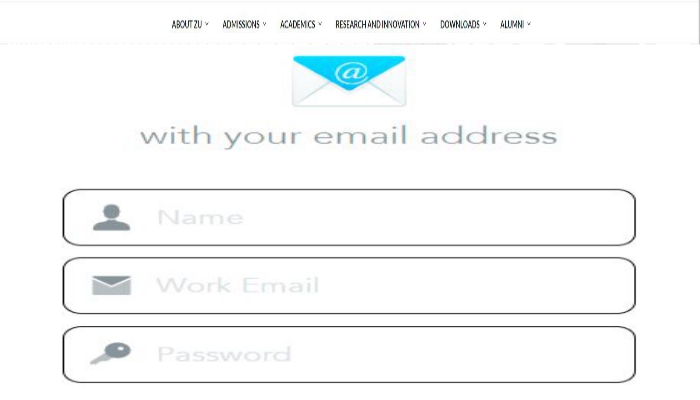 ABOUT ZU ADMISSIONS ACADEMICS RESEARCH AND INNOVATION DOWNLOADS ALUMNI
@
with your email address
Name
Work Email
Password